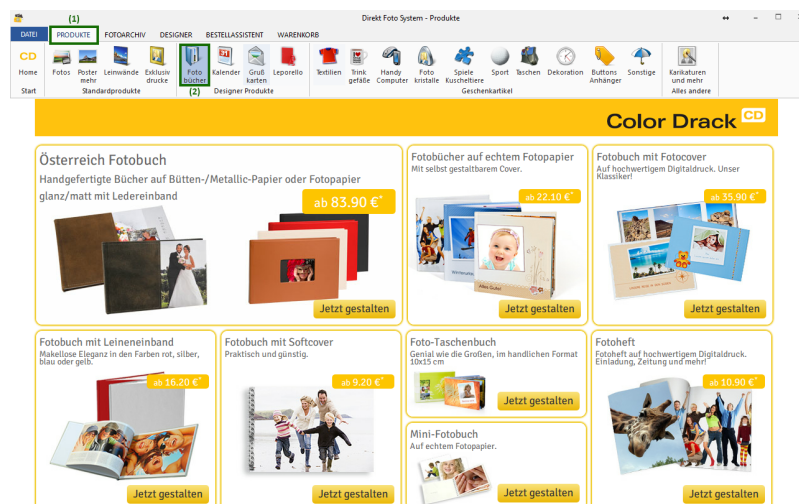 (1)
Direkt Foto System - Produkte
DATEI PRODUKTE FOTOARCHIV DESIGNER BESTELLASSISTENT WARENKORB
CD
Home Fotos Poster mehr Leinwände Exklusiv drucke Foto bücher Kalender Gruß karten Leporello Textilien Trink gefäße Handy Computer Foto kristalle Spiele Kuscheltiere Sport Taschen Dekoration Buttons Anhänger Sonstige Karikaturen und mehr
Start Standardprodukte (2) Designer Produkte Geschenkartikel Alles andere
Color Drack CD
Österreich Fotobuch
Handgefertigte Bücher auf Bütten-/Metallic-Papier oder Fotopapier
glanz/matt mit Ledereinband
ab 83.90 €*
Jetzt gestalten
Fotobücher auf echtem Fotopapier
Mit selbst gestaltbarem Cover.
ab 22.10 €*
Alles Gute!
Jetzt gestalten
Fotobuch mit Fotocover
Auf hochwertigem Digitaldruck. Unser
Klassiker!
ab 35.90 €*
Jetzt gestalten
Fotobuch mit Leineneinband
Makellose Eleganz in den Farben rot, silber,
blau oder gelb.
ab 16.20 €*
Jetzt gestalten
Fotobuch mit Softcover
Praktisch und günstig.
ab 9.20 €*
Jetzt gestalten
Foto-Taschenbuch
Genial wie die Großen, im handlichen Format
10x15 cm
Jetzt gestalten
Mini-Fotobuch
Auf echtem Fotopapier.
Jetzt gestalten
Fotoheft
Fotoheft auf hochwertigem Digitaldruck.
Einladung, Zeitung und mehr!
ab 10.90 €*
Jetzt gestalten